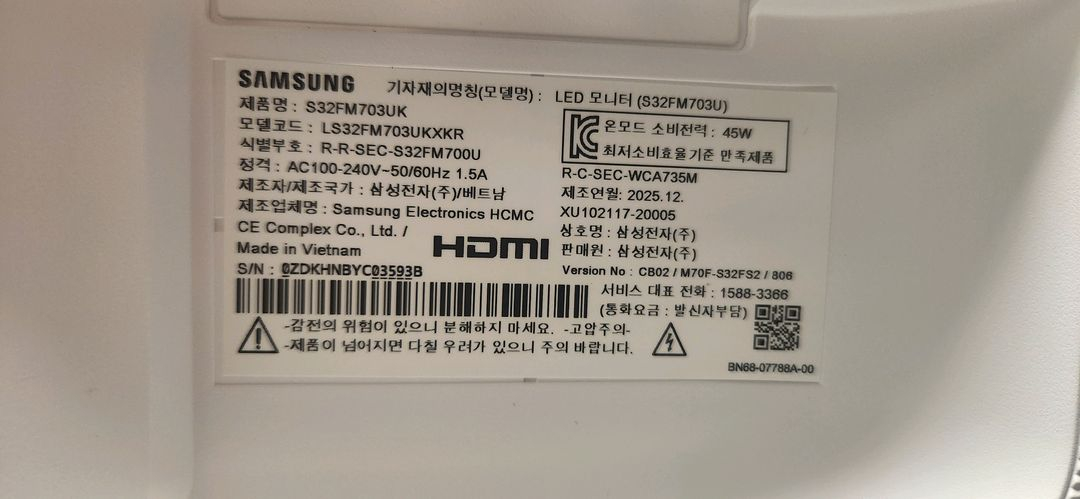 SAMSUNG 기자재의명칭(모델명) : LED 모니터 (S32FM703U)
제품명 : S32FM703UK
모델코드 : LS32FM703UKXKR
식별부호 : R-R-SEC-S32FM700U
정격 : AC100-240V~50/60Hz 1.5A
제조자/제조국가 : 삼성전자(주)/베트남
제조업체명 : Samsung Electronics HCMC
CE Complex Co., Ltd. /
Made in Vietnam
HDMI
S/N : 0ZDKHNBYC03593B
온모드 소비전력 : 45W
최저소비효율기준 만족제품
R-C-SEC-WCA735M
제조연월: 2025.12.
XU102117-20005
상호명 : 삼성전자(주)
판매원 : 삼성전자(주)
Version No : CB02 / M70F-S32FS2 / 806
서비스 대표 전화 : 1588-3366
(통화요금 : 발신자부담)
-감전의 위험이 있으니 분해하지 마세요. -고압주의-
-제품이 넘어지면 다칠 우려가 있으니 주의 바랍니다.
BN68-07788A-00